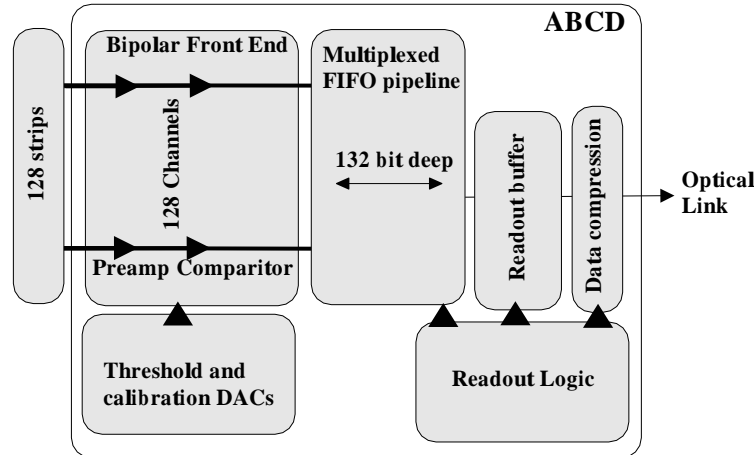 ABCD
128 strips
Bipolar Front End
128 Channels
Preamp Comparitor
Multiplexed
FIFO pipeline
132 bit deep
Readout buffer
Data compression
Optical
Link
Threshold and
calibration DACs
Readout Logic